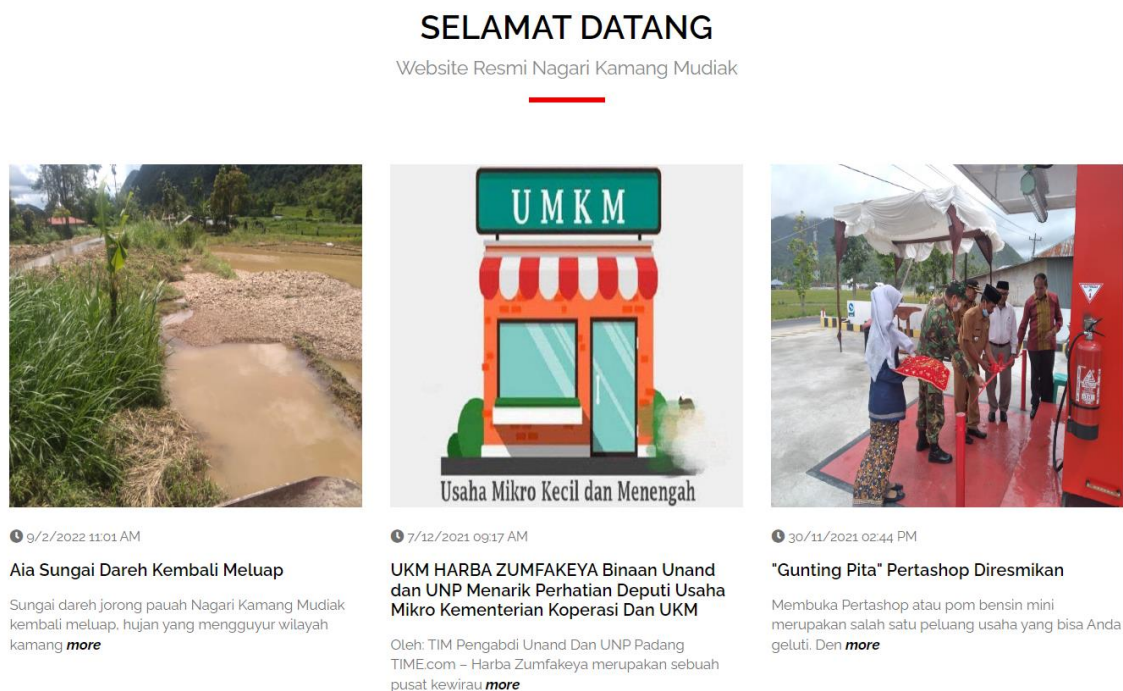 SELAMAT DATANG
Website Resmi Nagari Kamang Mudiak
UMKM
Usaha Mikro Kecil dan Menengah
9/2/2022 11:01 AM
Aia Sungai Dareh Kembali Meluap
Sungai dareh jorong pauah Nagari Kamang Mudiak
kembali meluap, hujan yang mengguyur wilayah
kamang more
7/12/2021 09:17 AM
UKM HARBA ZUMFAKEYA Binaan Unand
dan UNP Menarik Perhatian Deputi Usaha
Mikro Kementerian Koperasi Dan UKM
Oleh: TIM Pengabdi Unand Dan UNP Padang
TIME.com – Harba Zumfakeya merupakan sebuah
pusat kewirau more
30/11/2021 02:44 PM
"Gunting Pita" Pertashop Diresmikan
Membuka Pertashop atau pom bensin mini
merupakan salah satu peluang usaha yang bisa Anda
geluti. Den more